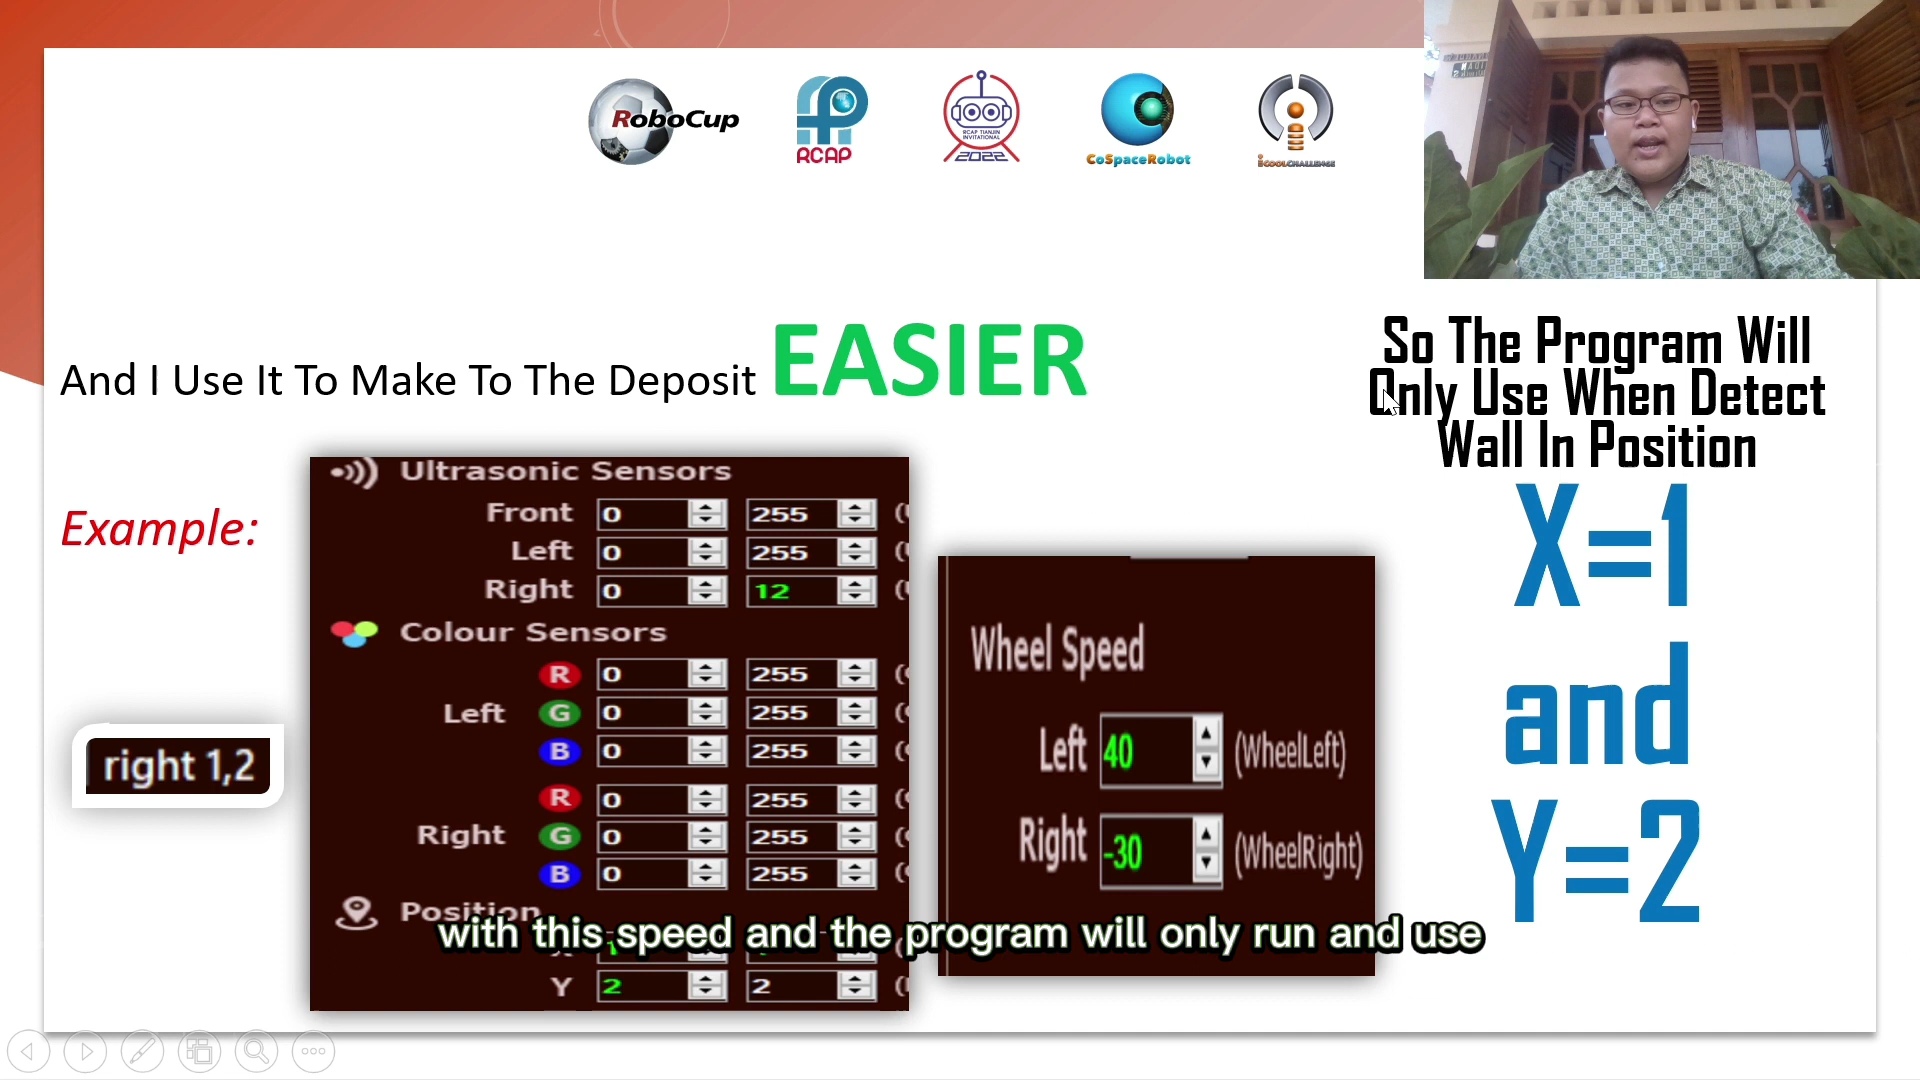 RoboCup
RCAP
RCAP TIANJIN
INVITATIONAL
2022
CoSpaceRobot
iCOOLCHALLENGE
And I Use It To Make To The Deposit EASIER
So The Program Will
Only Use When Detect
Wall In Position
X=1
and
Y=2
Example:
right 1,2
Ultrasonic Sensors
Front 0 255
Left 0 255
Right 0 12
Colour Sensors
R 0 255
Left G 0 255
B 0 255
R 0 255
Right G 0 255
B 0 255
Position
Y 2 2
Wheel Speed
Left 40 (WheelLeft)
Right -30 (WheelRight)
with this speed and the program will only run and use